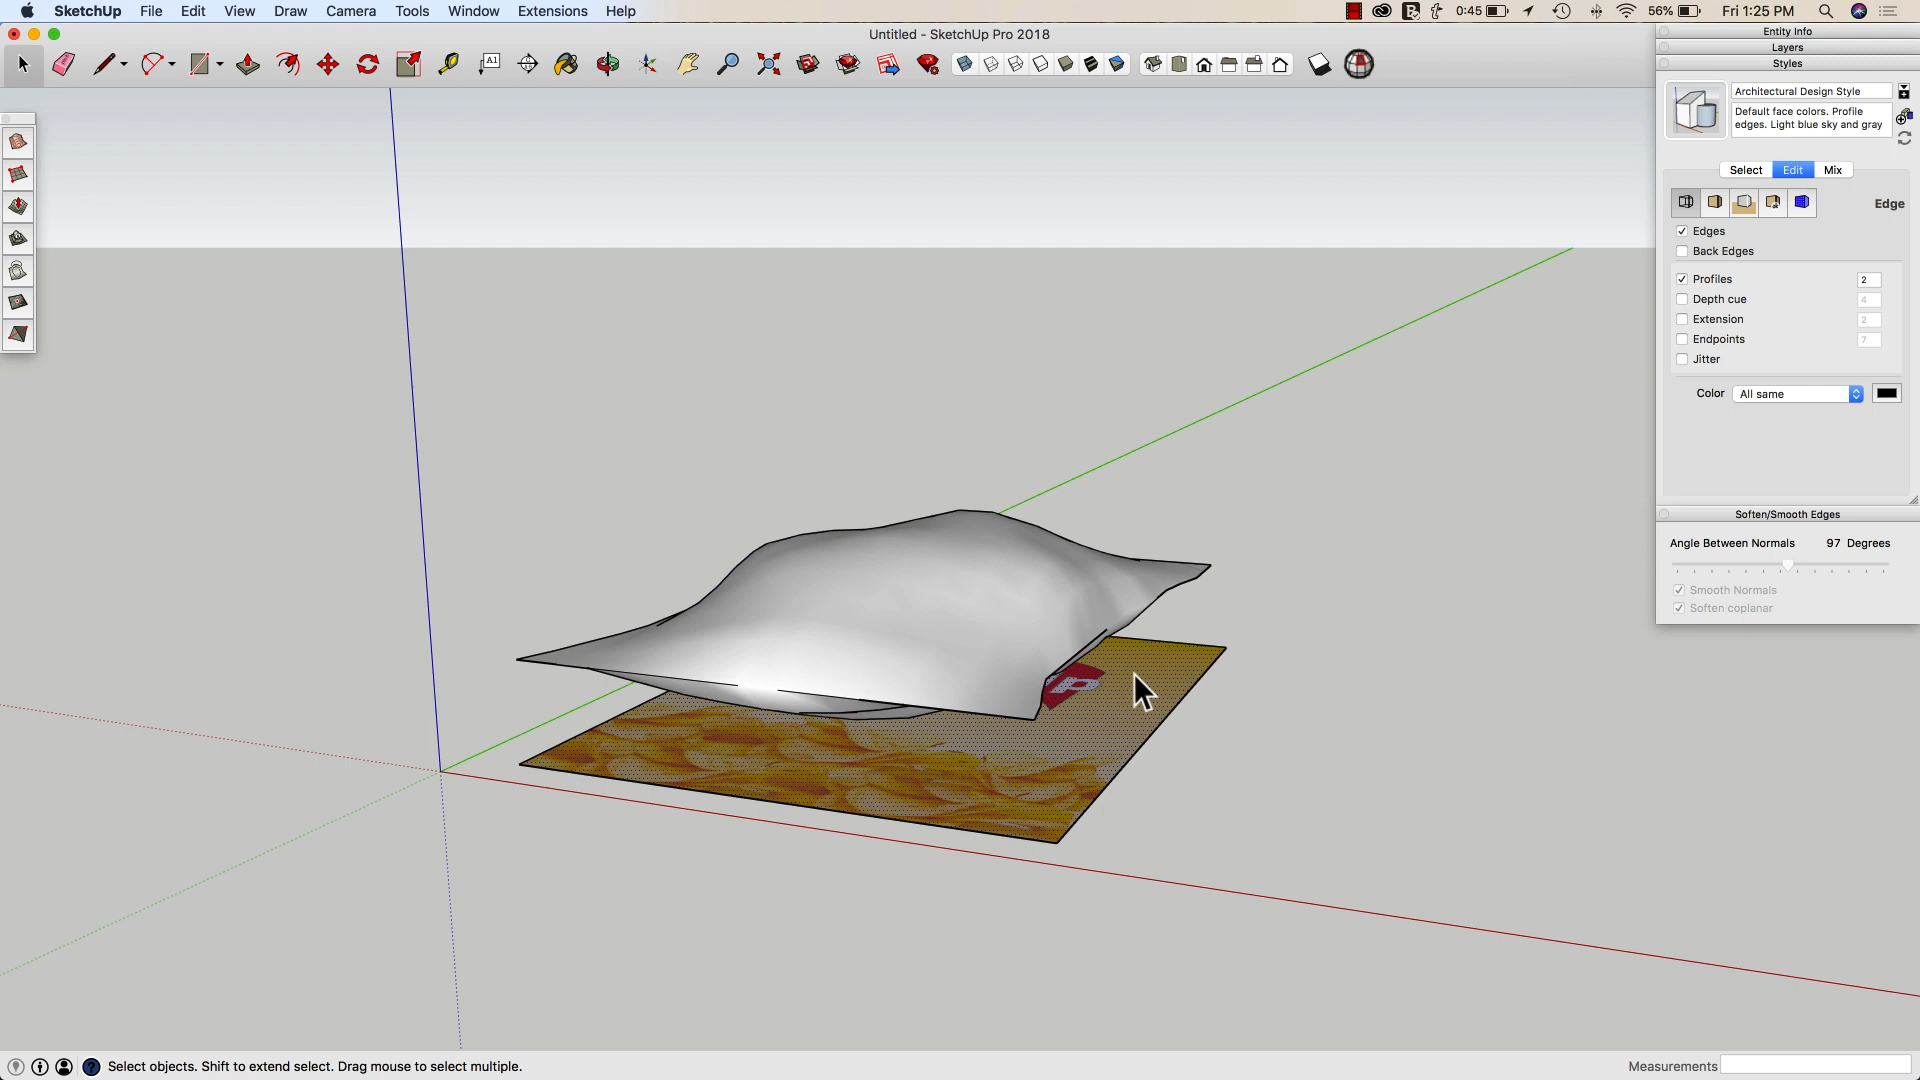 SketchUp File Edit View Draw Camera Tools Window Extensions Help
0:45 56% Fri 1:25 PM
Untitled - SketchUp Pro 2018
A1
Entity Info
Layers
Styles
Architectural Design Style
Default face colors. Profile
edges. Light blue sky and gray
Select Edit Mix
Edge
Edges
Back Edges
Profiles 2
Depth cue 4
Extension 2
Endpoints 7
Jitter
Color All same
Soften/Smooth Edges
Angle Between Normals 97 Degrees
Smooth Normals
Soften coplanar
Select objects. Shift to extend select. Drag mouse to select multiple.
Measurements